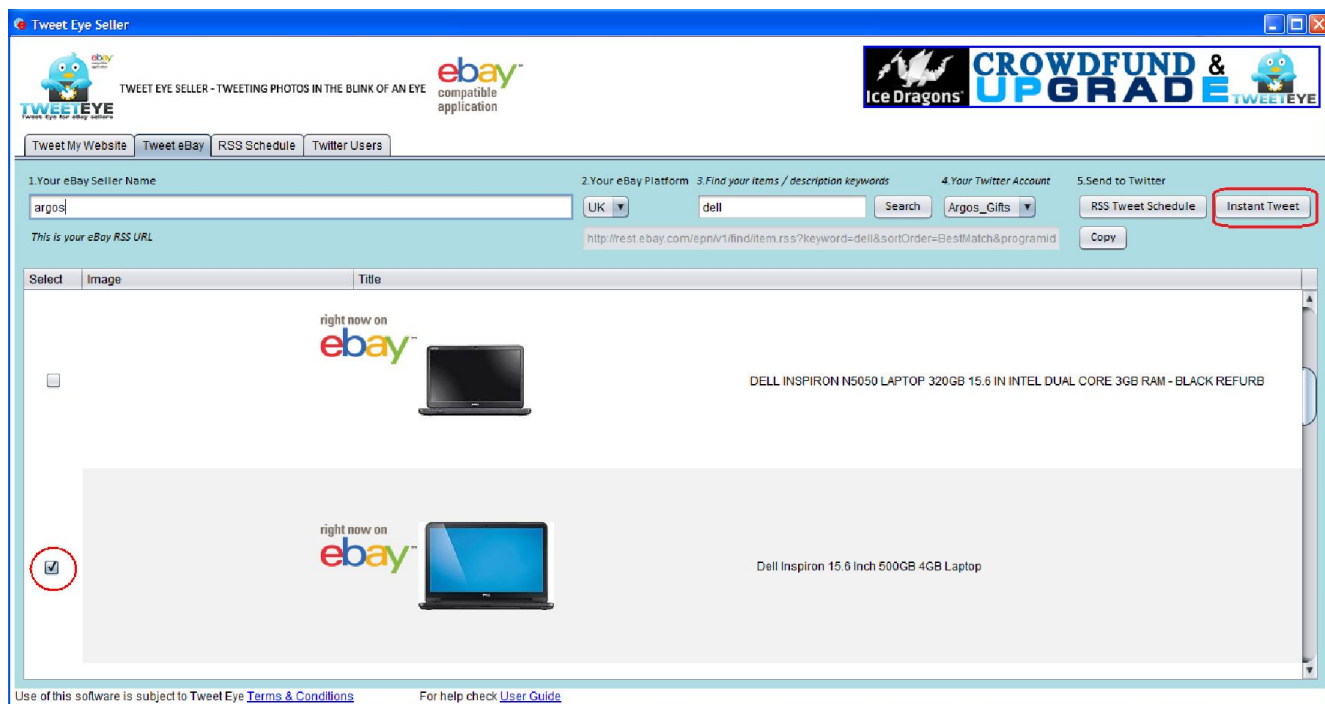 Tweet Eye Seller
ebay
TWEETEYE
Tweet Eye for eBay sellers
TWEET EYE SELLER - TWEETING PHOTOS IN THE BLINK OF AN EYE
ebay™
compatible
application
Ice Dragons'
CROWDFUND &
UPGRADE
TWEETEYE
Tweet My Website Tweet eBay RSS Schedule Twitter Users
1.Your eBay Seller Name 2.Your eBay Platform 3.Find your items / description keywords 4.Your Twitter Account 5.Send to Twitter
argos UK dell Search Argos_Gifts RSS Tweet Schedule Instant Tweet
This is your eBay RSS URL http://rest.ebay.com/epn/v1/find/item.rss?keyword=dell&sortOrder=BestMatch&programid Copy
Select Image Title
right now on
ebay™
DELL INSPIRON N5050 LAPTOP 320GB 15.6 IN INTEL DUAL CORE 3GB RAM - BLACK REFURB
right now on
ebay™
Dell Inspiron 15.6 Inch 500GB 4GB Laptop
Use of this software is subject to Tweet Eye Terms & Conditions For help check User Guide